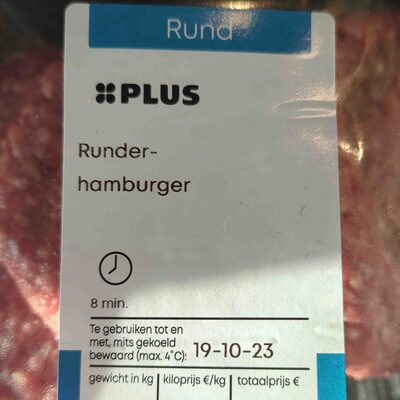 Rund
PLUS
Runder-
hamburger
8 min.
Te gebruiken tot en
met, mits gekoeld
bewaard (max. 4°C): 19-10-23
gewicht in kg | kiloprijs €/kg | totaalprijs €